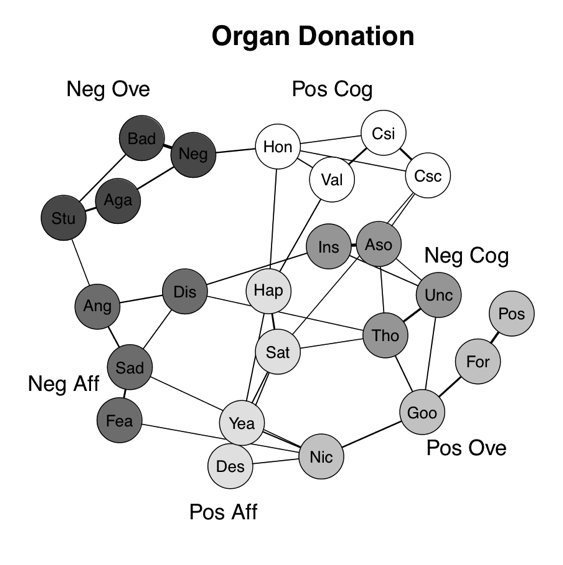 Organ Donation
Neg Ove
Pos Cog
Bad
Neg
Hon
Csi
Val
Csc
Aga
Stu
Ins
Aso
Neg Cog
Ang
Dis
Hap
Unc
Pos
Tho
Sat
For
Sad
Neg Aff
Fea
Yea
Goo
Pos Ove
Des
Nic
Pos Aff